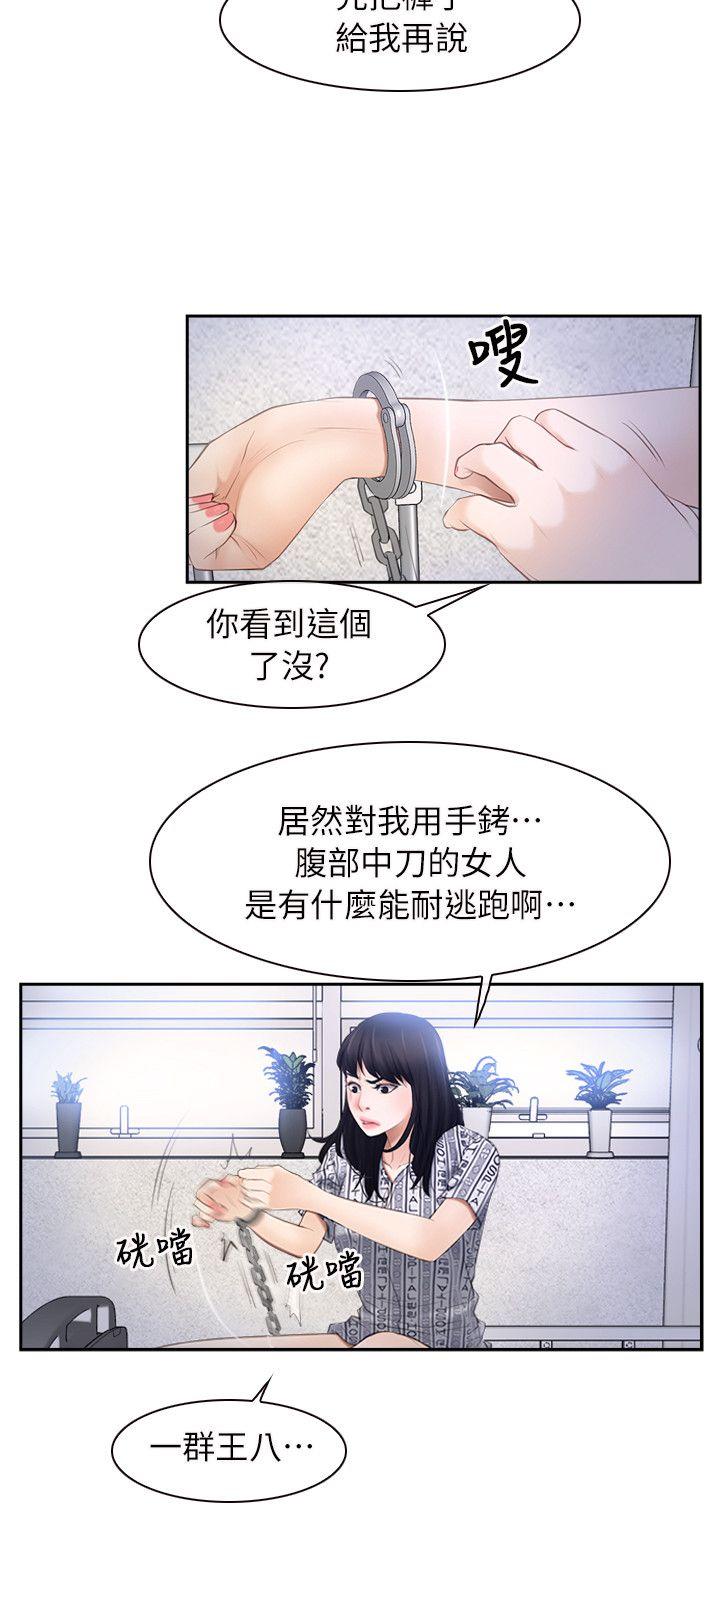 給我再說
嗖
你看到這個
了沒?
居然對我用手銬…
腹部中刀的女人
是有什麼能耐逃跑啊…
硄噹
硄噹
一群王八…